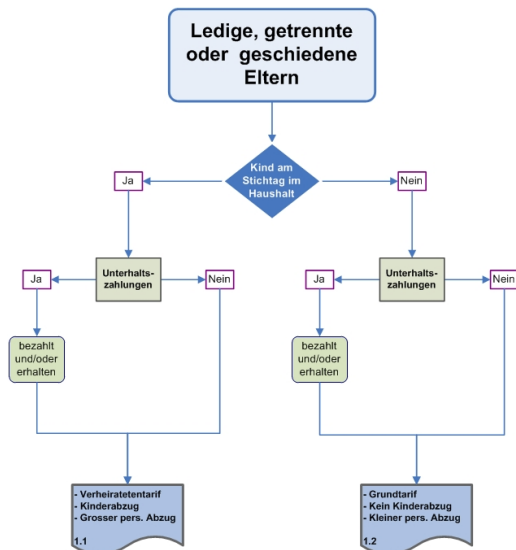 Ledige, getrennte
oder geschiedene
Eltern
Kind am
Stichtag im
Haushalt
Ja
Nein
Unterhalts-
zahlungen
Ja
Nein
Unterhalts-
zahlungen
Ja
Nein
bezahlt
und/oder
erhalten
bezahlt
und/oder
erhalten
- Verheiratetentarif
- Kinderabzug
- Grosser pers. Abzug
1.1
- Grundtarif
- Kein Kinderabzug
- Kleiner pers. Abzug
1.2